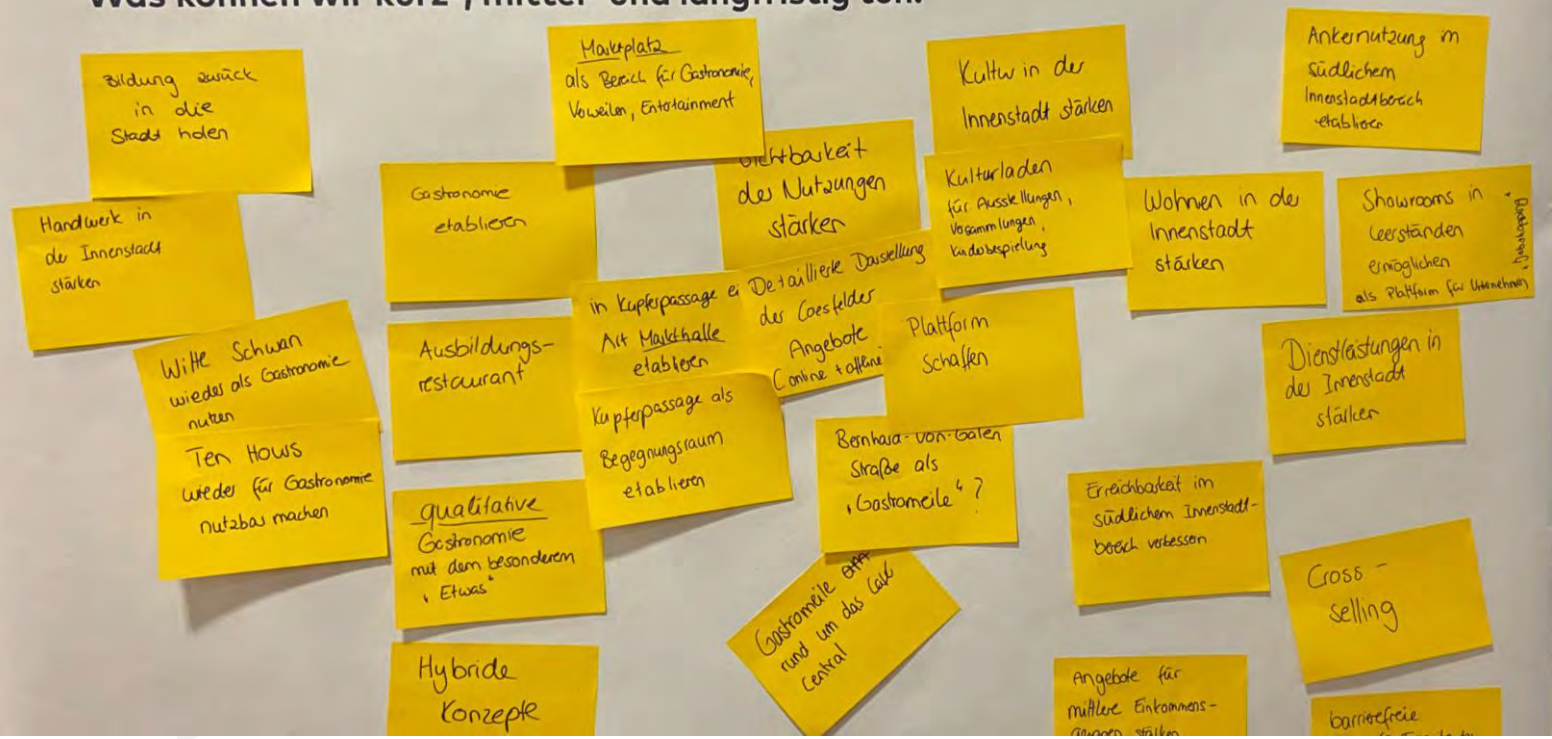 Was können wir kurz-, mittel- und langfristig tun?
Bildung zurück
in die
Stadt holen
Marktplatz
als Bereich für Gastronomie,
Verweilen, Entertainment
Kultur in der
Innenstadt stärken
Ankernutzung im
südlichem
Innenstadtbereich
etablieren
Handwerk in
der Innenstadt
stärken
Gastronomie
etablieren
Sichtbarkeit
der Nutzungen
stärken
Kulturladen
für Ausstellungen,
Versammlungen,
Kinderbespielung
Wohnen in der
Innenstadt
stärken
Showrooms in
Leerständen
ermöglichen
als Plattform für Unternehmen
Witte Schwan
wieder als Gastronomie
nutzen
Ten Hows
wieder für Gastronomie
nutzbar machen
Ausbildungs-
restaurant
in Kupferpassage ei
Art Markthalle
etablieren
Detaillierte Darstellung
der Coesfelder
Angebote
(online + offline
Plattform
schaffen
Dienstleistungen in
der Innenstadt
stärken
Kupferpassage als
Begegnungsraum
etablieren
Bernhard-von-Galen
Straße als
„Gastromeile" ?
qualitative
Gastronomie
mit dem besonderem
„Etwas"
Erreichbarkeit im
südlichem Innenstadt-
bereich verbessern
Gastromeile
rund um das Café
Central
Cross-
selling
Hybride
Konzepte
Angebote für
mittlere Einkommens-
gruppen stärken
barrierefreie